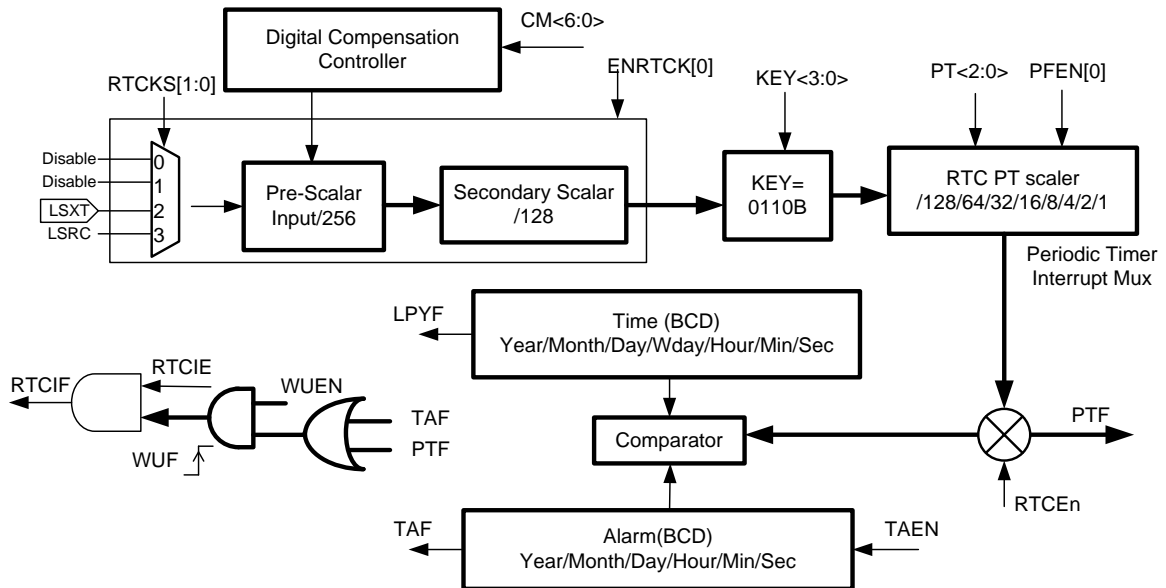 CM<6:0>
Digital Compensation
Controller
RTCKS[1:0]
ENRTCK[0]
KEY<3:0>
PT<2:0>
PFEN[0]
Disable
0
Disable
1
LSXT
2
LSRC
3
Pre-Scalar
Input/256
Secondary Scalar
/128
KEY=
0110B
RTC PT scaler
/128/64/32/16/8/4/2/1
Periodic Timer
Interrupt Mux
LPYF
Time (BCD)
Year/Month/Day/Wday/Hour/Min/Sec
RTCIF
RTCIE
WUEN
TAF
PTF
WUF
Comparator
PTF
RTCEn
TAF
Alarm(BCD)
Year/Month/Day/Hour/Min/Sec
TAEN